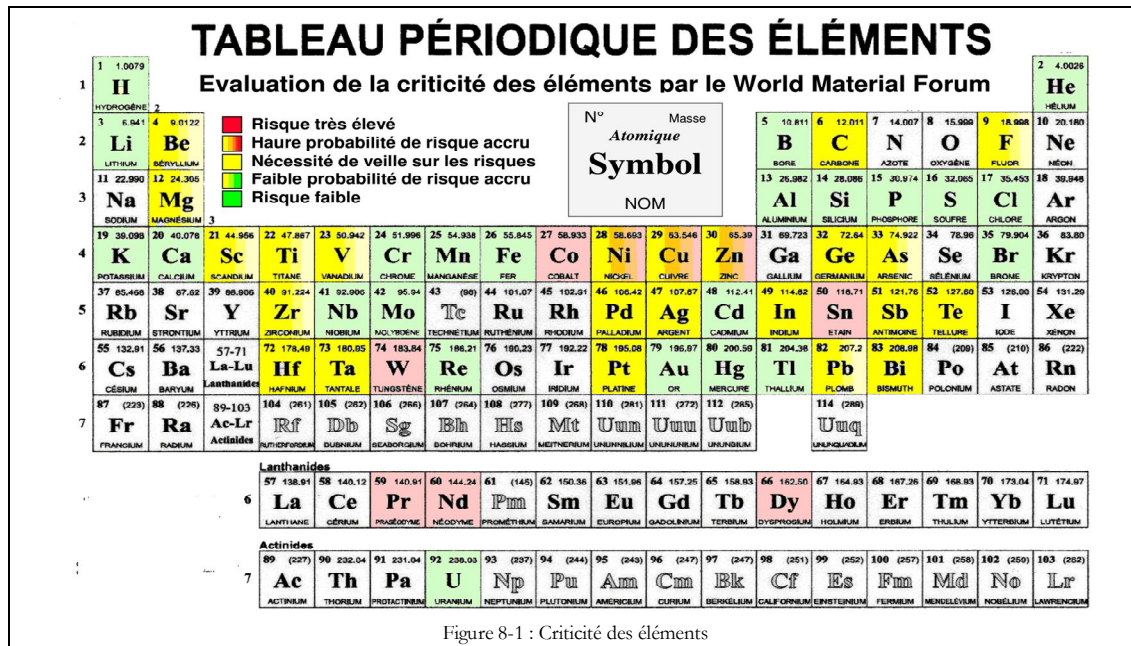 TABLEAU PÉRIODIQUE DES ÉLÉMENTS
Evaluation de la criticité des éléments par le World Material Forum
1 1.0079 2 4.0026
1 H He
HYDROGÈNE 2 HÉLIUM
Risque très élevé
Haure probabilité de risque accru
Nécessité de veille sur les risques
Faible probabilité de risque accru
Risque faible
N° Masse
Atomique
Symbol
NOM
3 6.941 4 9.0122 5 10.811 6 12.011 7 14.007 8 15.999 9 18.998 10 20.180
2 Li Be B C N O F Ne
LITHIUM BÉRYLLIUM BORE CARBONE AZOTE OXYGÈNE FLUOR NÉON
11 22.990 12 24.305 13 26.982 14 28.086 15 30.974 16 32.065 17 35.453 18 39.948
3 Na Mg Al Si P S Cl Ar
SODIUM MAGNÉSIUM 3 ALUMINIUM SILICIUM PHOSPHORE SOUFRE CHLORE ARGON
19 39.098 20 40.078 21 44.956 22 47.867 23 50.942 24 51.996 25 54.938 26 55.845 27 58.933 28 58.693 29 63.546 30 65.39 31 69.723 32 72.64 33 74.922 34 78.96 35 79.904 36 83.80
4 K Ca Sc Ti V Cr Mn Fe Co Ni Cu Zn Ga Ge As Se Br Kr
POTASSIUM CALCIUM SCANDIUM TITANE VANADIUM CHROME MANGANÈSE FER COBALT NICKEL CUIVRE ZINC GALLIUM GERMANIUM ARSENIC SÉLÉNIUM BROME KRYPTON
37 85.468 38 87.62 39 88.906 40 91.224 41 92.906 42 95.94 43 (98) 44 101.07 45 102.91 46 106.42 47 107.87 48 112.41 49 114.82 50 118.71 51 121.76 52 127.60 53 126.90 54 131.29
5 Rb Sr Y Zr Nb Mo Tc Ru Rh Pd Ag Cd In Sn Sb Te I Xe
RUBIDIUM STRONTIUM YTTRIUM ZIRCONIUM NIOBIUM MOLYBDÈNE TECHNÉTIUM RUTHÉNIUM RHODIUM PALLADIUM ARGENT CADMIUM INDIUM ETAIN ANTIMOINE TELLURE IODE XÉNON
55 132.91 56 137.33 57-71 72 178.49 73 180.95 74 183.84 75 186.21 76 190.23 77 192.22 78 195.08 79 196.97 80 200.59 81 204.38 82 207.2 83 208.98 84 (209) 85 (210) 86 (222)
6 Cs Ba La-Lu Hf Ta W Re Os Ir Pt Au Hg Tl Pb Bi Po At Rn
CÉSIUM BARYUM Lanthanides HAFNIUM TANTALE TUNGSTÈNE RHÉNIUM OSMIUM IRIDIUM PLATINE OR MERCURE THALLIUM PLOMB BISMUTH POLONIUM ASTATE RADON
87 (223) 88 (226) 89-103 104 (261) 105 (262) 106 (266) 107 (264) 108 (277) 109 (268) 110 (281) 111 (272) 112 (285) 114 (289)
7 Fr Ra Ac-Lr Rf Db Sg Bh Hs Mt Uun Uuu Uub Uuq
FRANCIUM RADIUM Actinides RUTHERFORDIUM DUBNIUM SEABORGIUM BOHRIUM HASSIUM MEITNERIUM UNUNNILIUM UNUNUNIUM UNUNBIUM UNUNQUADIUM
Lanthanides
57 138.91 58 140.12 59 140.91 60 144.24 61 (145) 62 150.36 63 151.96 64 157.25 65 158.93 66 162.50 67 164.93 68 167.26 69 168.93 70 173.04 71 174.97
6 La Ce Pr Nd Pm Sm Eu Gd Tb Dy Ho Er Tm Yb Lu
LANTHANE CÉRIUM PRASÉODYME NÉODYME PROMÉTHIUM SAMARIUM EUROPIUM GADOLINIUM TERBIUM DYSPROSIUM HOLMIUM ERBIUM THULIUM YTTERBIUM LUTÉTIUM
Actinides
89 (227) 90 232.04 91 231.04 92 238.03 93 (237) 94 (244) 95 (243) 96 (247) 97 (247) 98 (251) 99 (252) 100 (257) 101 (258) 102 (259) 103 (262)
7 Ac Th Pa U Np Pu Am Cm Bk Cf Es Fm Md No Lr
ACTINIUM THORIUM PROTACTINIUM URANIUM NEPTUNIUM PLUTONIUM AMÉRICIUM CURIUM BERKÉLIUM CALIFORNIUM EINSTEINIUM FERMIUM MENDELÉVIUM NOBÉLIUM LAWRENCIUM
Figure 8-1 : Criticité des éléments